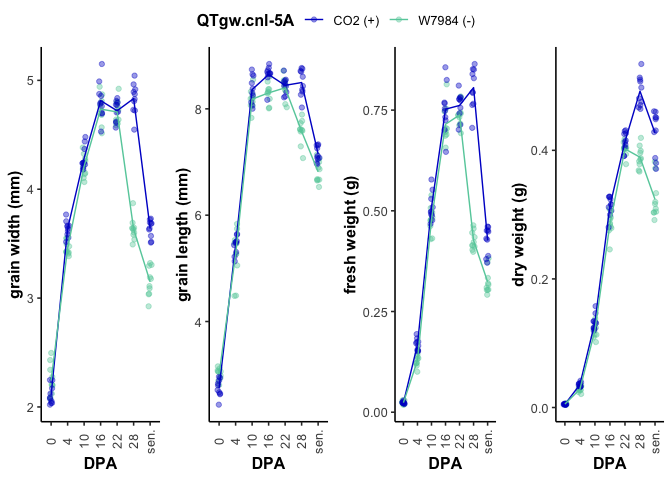 QTgw.cnl-5A CO2 (+) W7984 (-)
grain width (mm)
5
4
3
2
0 4 10 16 22 28 sen.
DPA
grain length (mm)
8
6
4
0 4 10 16 22 28 sen.
DPA
fresh weight (g)
0.75
0.50
0.25
0.00
0 4 10 16 22 28 sen.
DPA
dry weight (g)
0.4
0.2
0.0
0 4 10 16 22 28 sen.
DPA